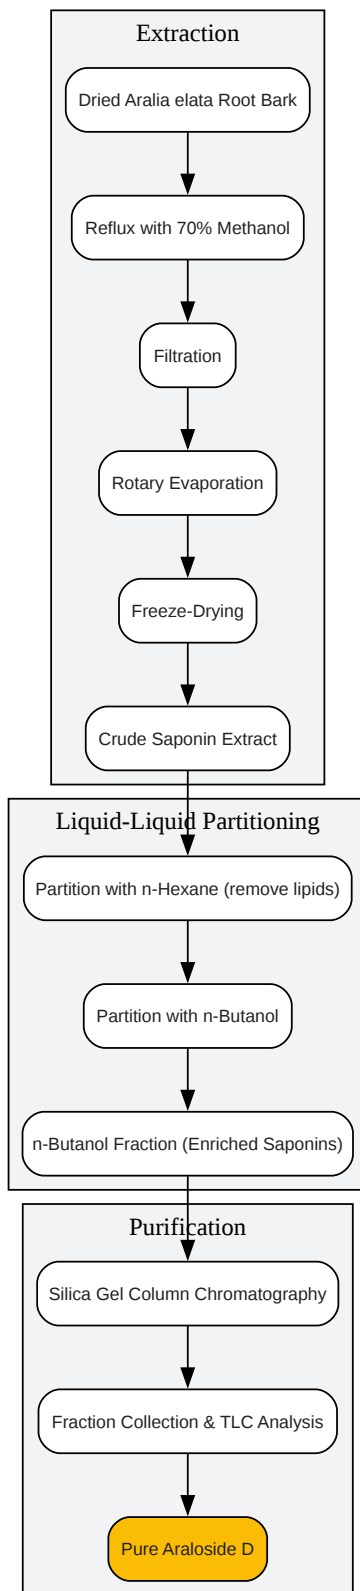 Extraction
Dried Aralia elata Root Bark
Reflux with 70% Methanol
Filtration
Rotary Evaporation
Freeze-Drying
Crude Saponin Extract
Liquid-Liquid Partitioning
Partition with n-Hexane (remove lipids)
Partition with n-Butanol
n-Butanol Fraction (Enriched Saponins)
Purification
Silica Gel Column Chromatography
Fraction Collection & TLC Analysis
Pure Araloside D